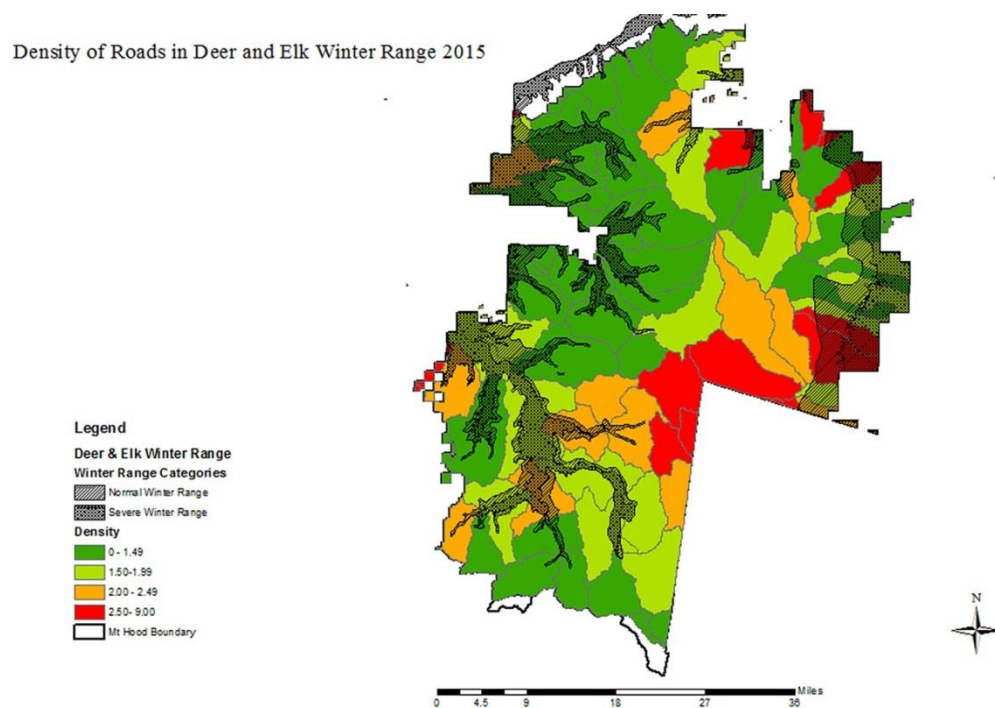 Density of Roads in Deer and Elk Winter Range 2015
Legend
Deer & Elk Winter Range
Winter Range Categories
Normal Winter Range
Severe Winter Range
Density
0 - 1.49
1.50-1.99
2.00 - 2.49
2.50- 9.00
Mt Hood Boundary
N
Miles
0 4.5 9 18 27 36